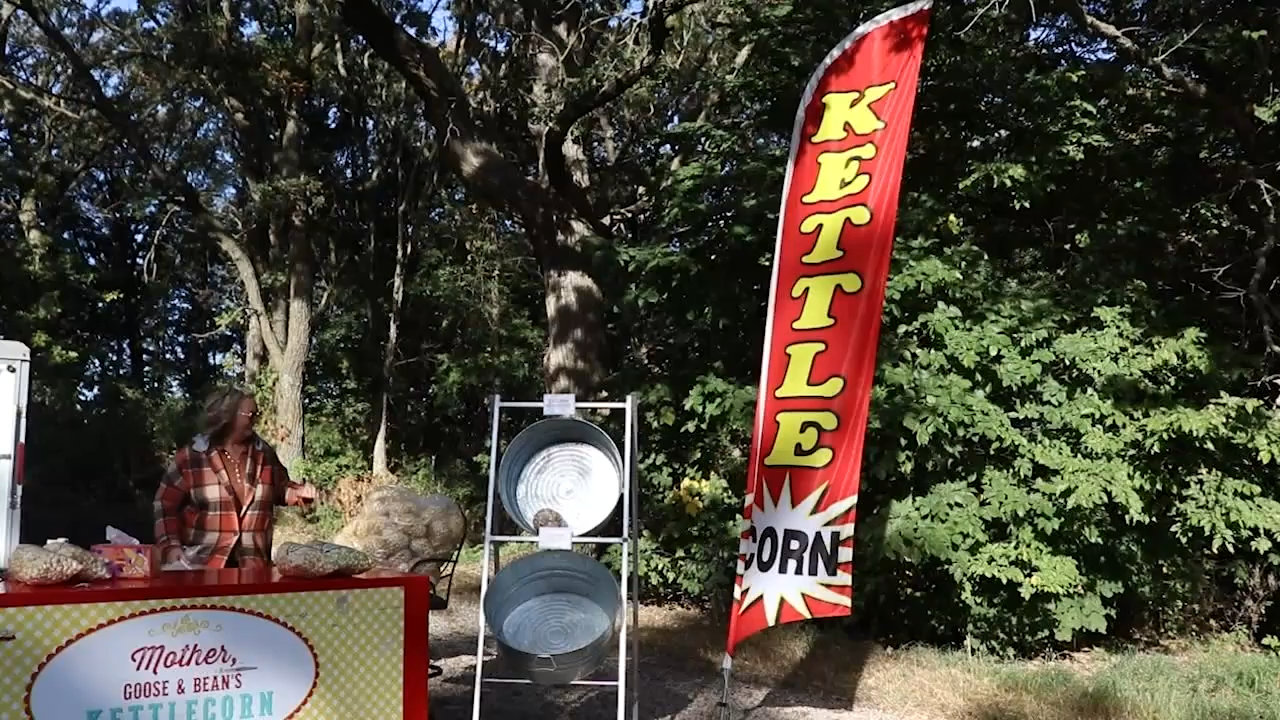 KETTLE
CORN
Mother,
GOOSE & BEAN'S
KETTLECORN